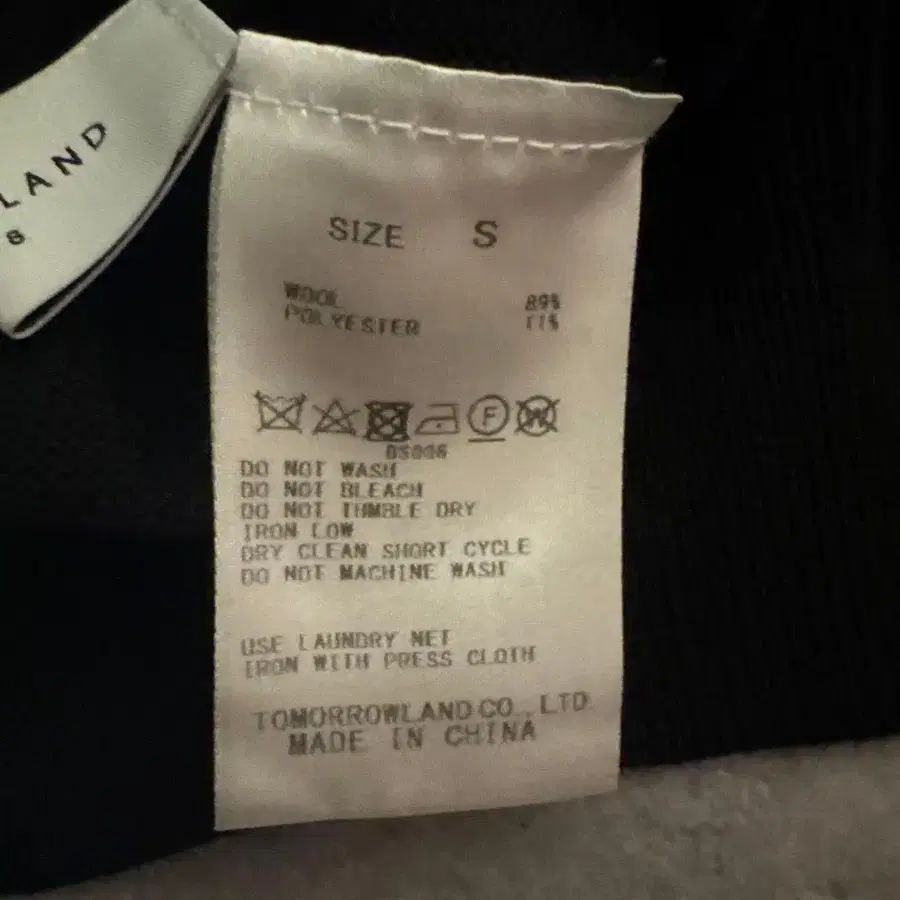 LAND
8
SIZE S
WOOL 89%
POLYESTER 11%
F
W
DS006
DO NOT WASH
DO NOT BLEACH
DO NOT TUMBLE DRY
IRON LOW
DRY CLEAN SHORT CYCLE
DO NOT MACHINE WASH
USE LAUNDRY NET
IRON WITH PRESS CLOTH
TOMORROWLAND CO., LTD.
MADE IN CHINA